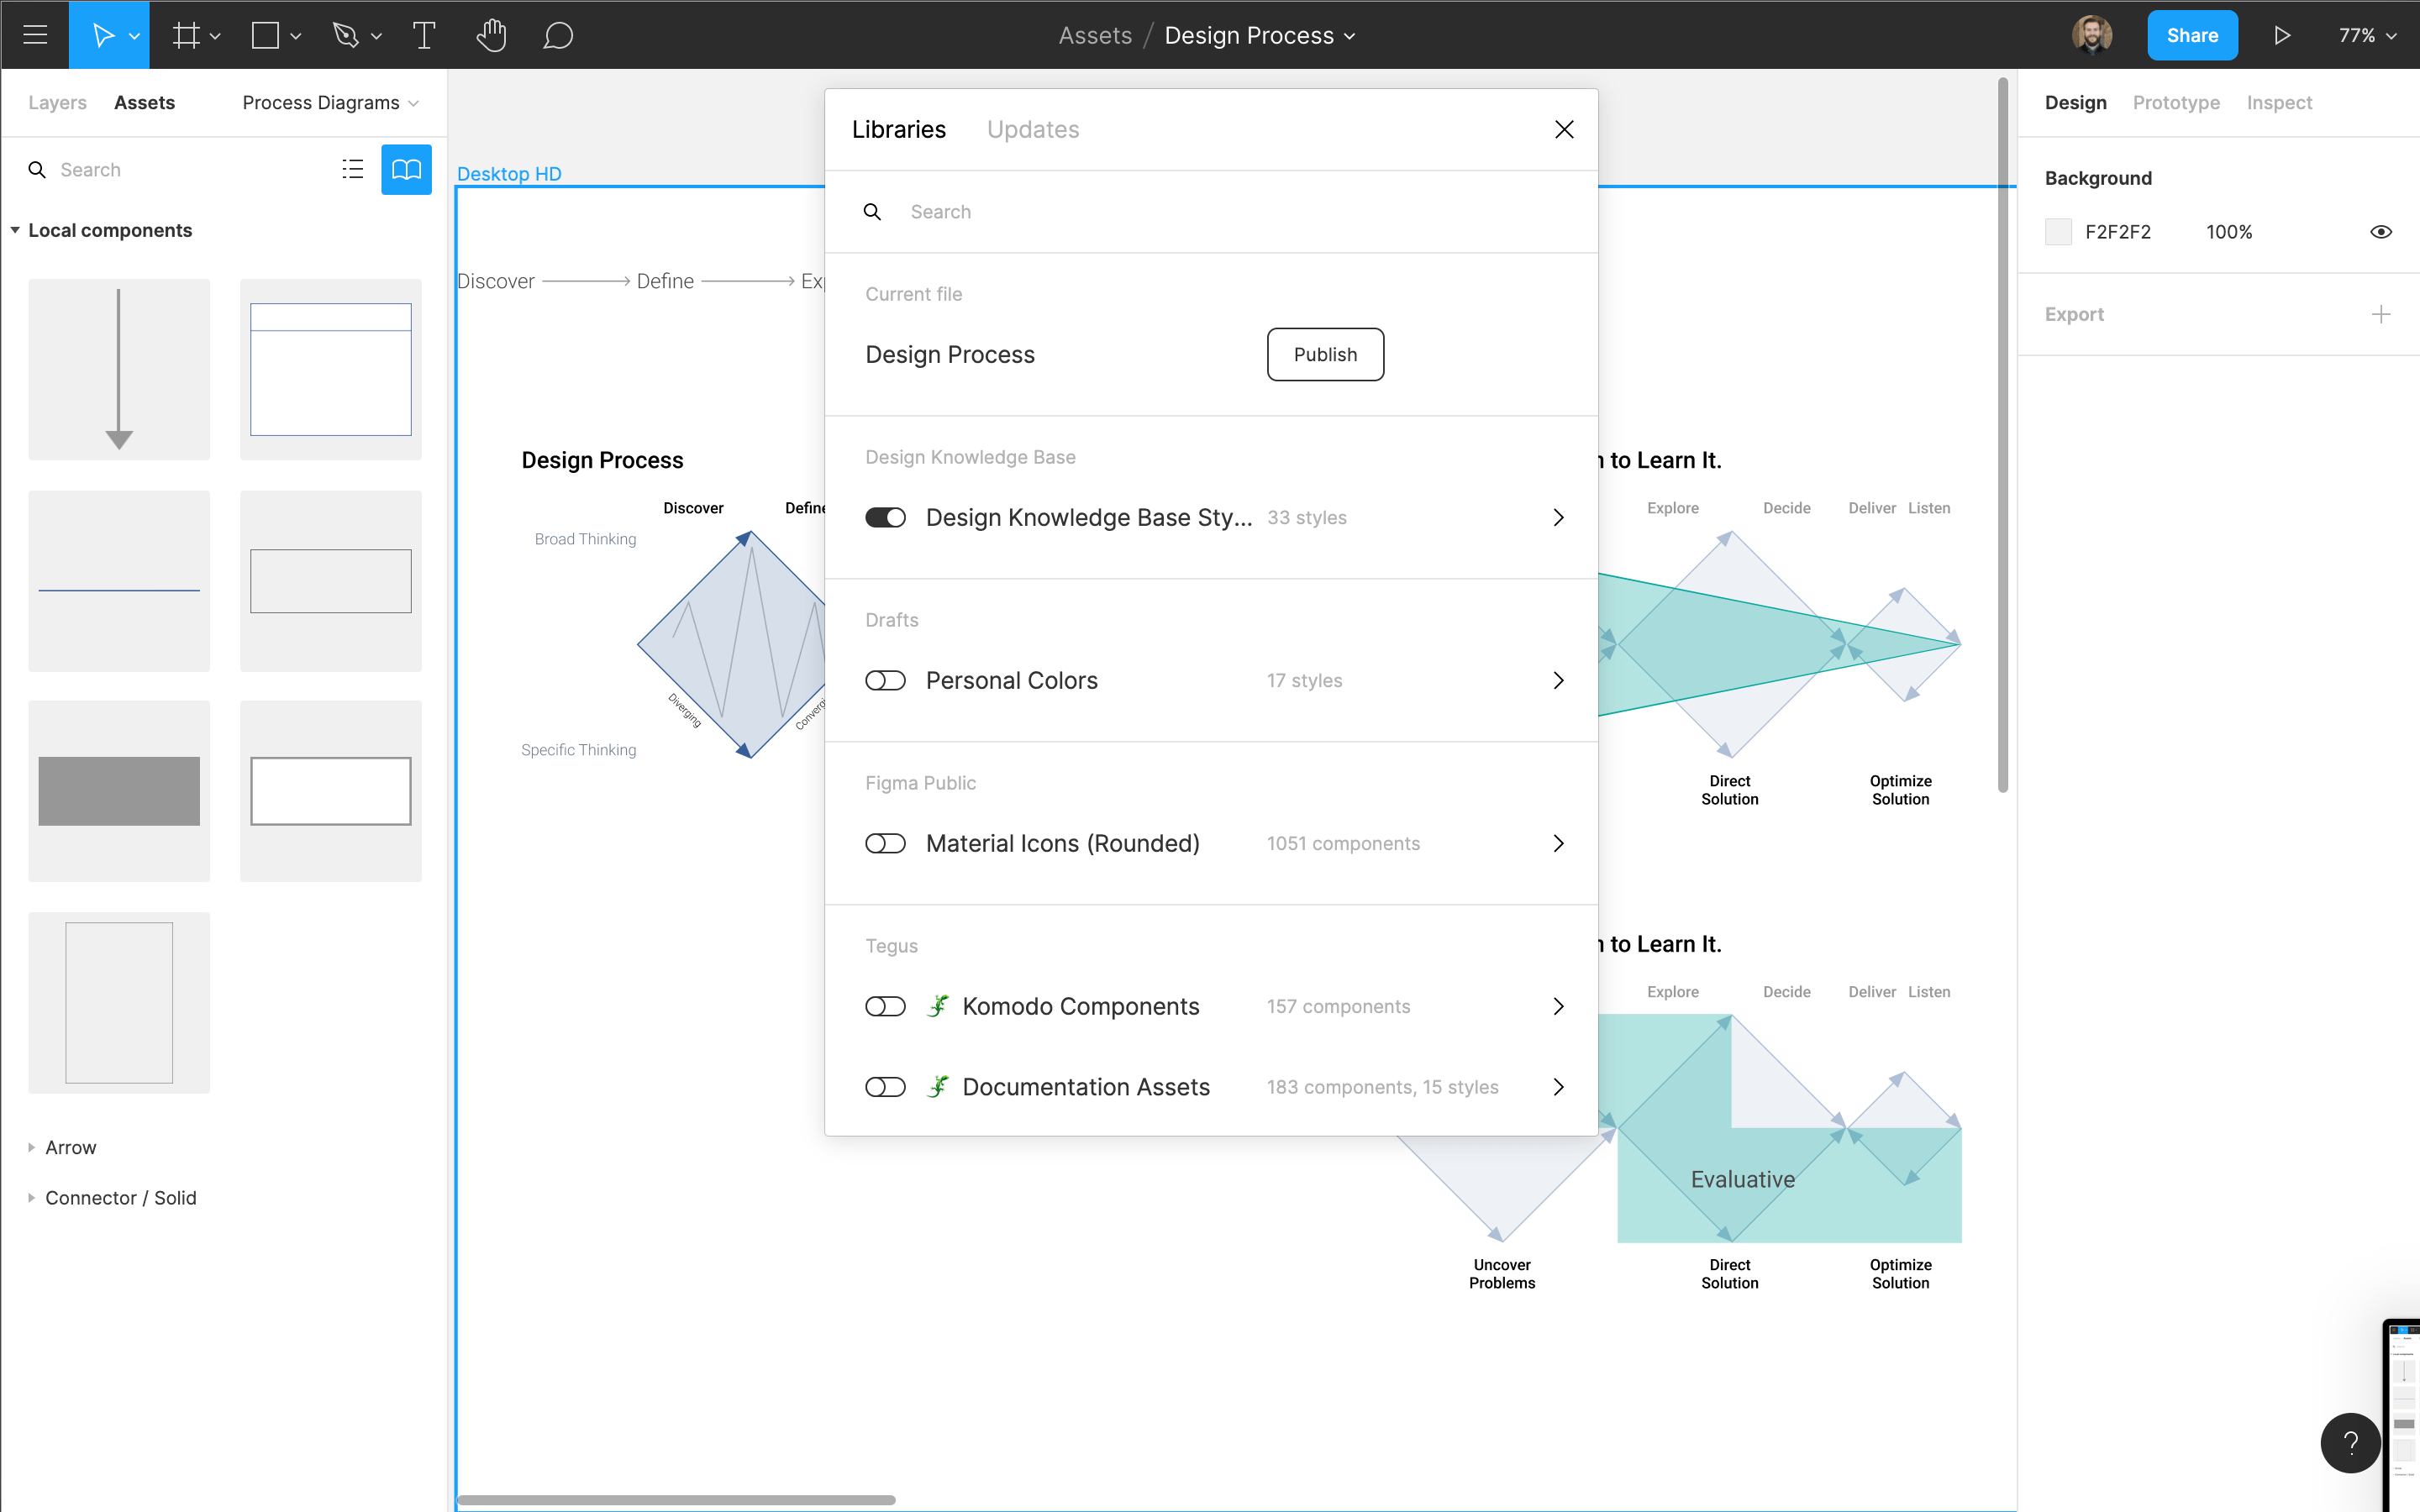 Assets / Design Process
Share
77%
Layers
Assets
Process Diagrams
Search
Local components
Arrow
Connector / Solid
Desktop HD
Discover
Define
Design Process
Discover
Broad Thinking
Diverging
Specific Thinking
Libraries
Updates
Search
Current file
Design Process
Publish
Design Knowledge Base
Design Knowledge Base Sty...
33 styles
Drafts
Personal Colors
17 styles
Figma Public
Material Icons (Rounded)
1051 components
Tegus
Komodo Components
157 components
Documentation Assets
183 components, 15 styles
to Learn It.
Explore
Decide
Deliver
Listen
Direct
Solution
Optimize
Solution
to Learn It.
Explore
Decide
Deliver
Listen
Evaluative
Uncover
Problems
Direct
Solution
Optimize
Solution
Design
Prototype
Inspect
Background
F2F2F2
100%
Export
?